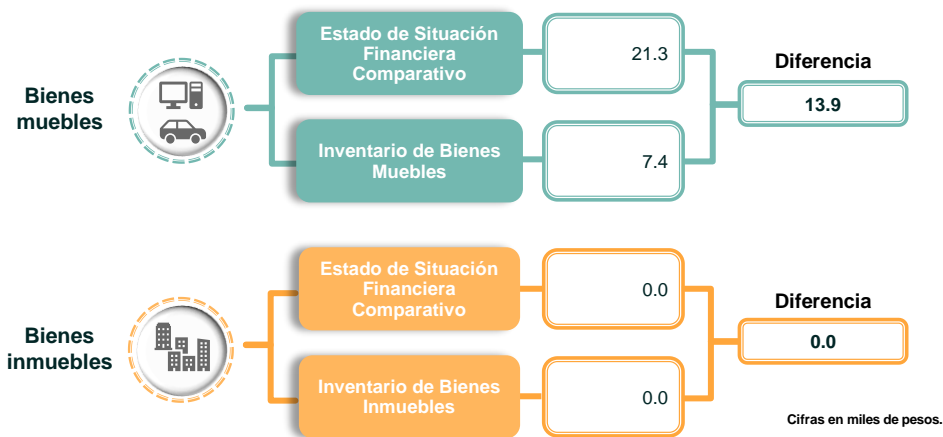 Bienes
muebles
Estado de Situación
Financiera
Comparativo
21.3
Inventario de Bienes
Muebles
7.4
Diferencia
13.9
Bienes
inmuebles
Estado de Situación
Financiera
Comparativo
0.0
Inventario de Bienes
Inmuebles
0.0
Diferencia
0.0
Cifras en miles de pesos.